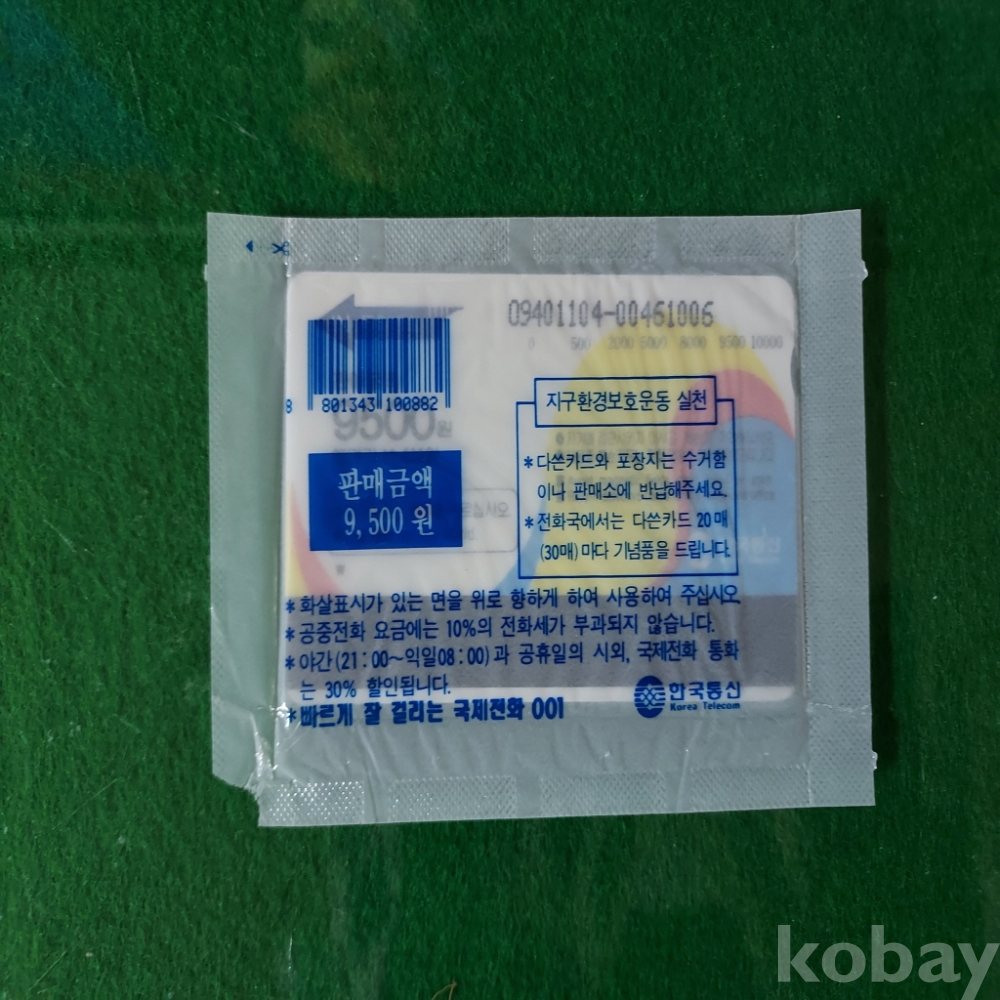 09401104-00461006
0 500 2000 5000 8000 9500 10000
8 801343 100882
9500원
판매금액
9,500 원
지구환경보호운동 실천
*다쓴카드와 포장지는 수거함
이나 판매소에 반납해주세요.
*전화국에서는 다쓴카드 20매
(30매)마다 기념품을 드립니다.
*화살표시가 있는 면을 위로 향하게 하여 사용하여 주십시오.
*공중전화 요금에는 10%의 전화세가 부과되지 않습니다.
*야간(21:00~익일08:00)과 공휴일의 시외, 국제전화 통화
는 30% 할인됩니다.
*빠르게 잘 걸리는 국제전화 001
한국통신
Korea Telecom
kobay